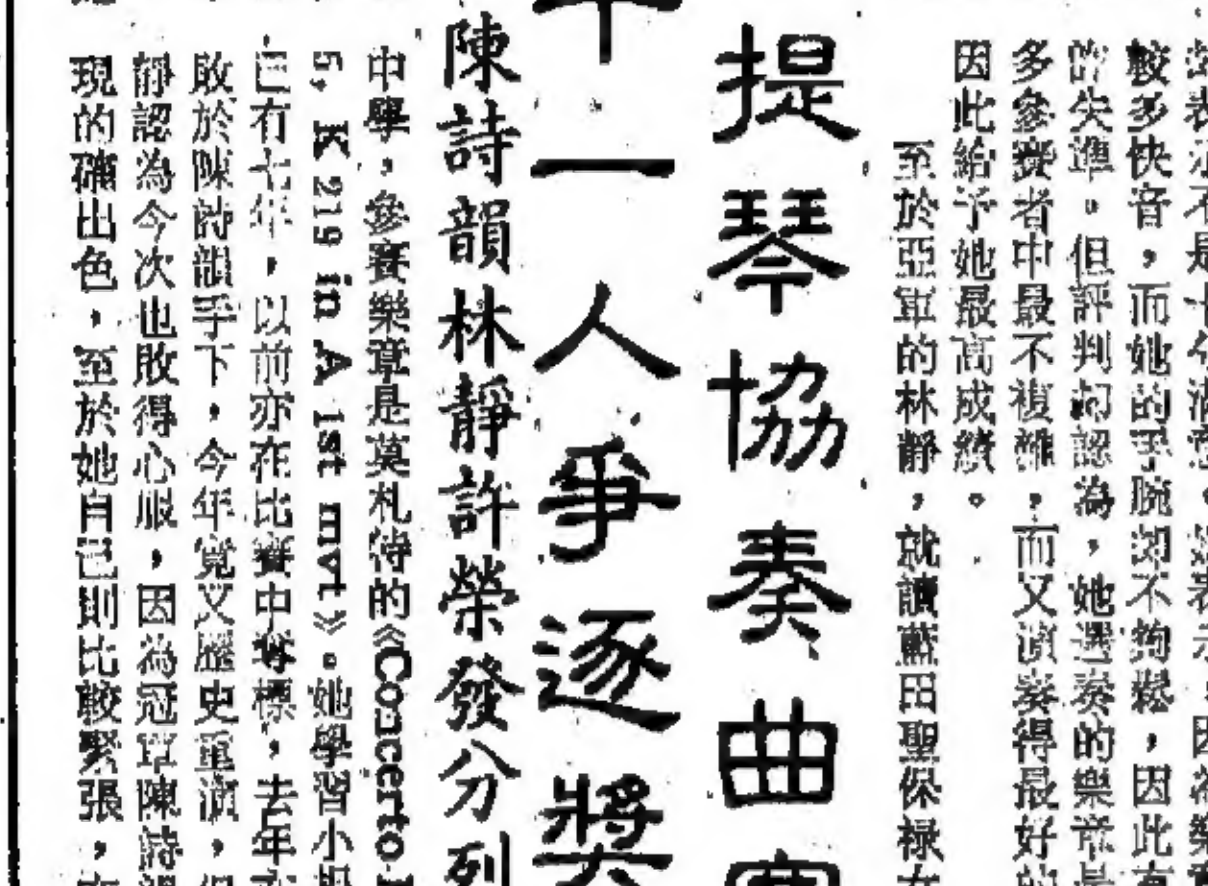 較多快音，而她的手腕却不夠鬆，因此有
的失準。但評判却認為，她選奏的樂章是
多參賽者中最不複雜，而又演奏得最好的
因此給予她最高成績。
至於亞軍的林靜，就讀藍田聖保祿女
提琴協奏曲
十一人爭逐獎
陳詩韻林靜許榮發分列
中學，參賽樂章是莫札特的《Concerto
5, K 219 in A 1st mvt》。她學習小提
已有七年，以前亦在比賽中奪標，去年
敗於陳詩韻手下，今年竟又歷史重演，但
靜認為今次也敗得心服，因為冠軍陳詩韻
現的確出色，至於她自己則比較緊張，